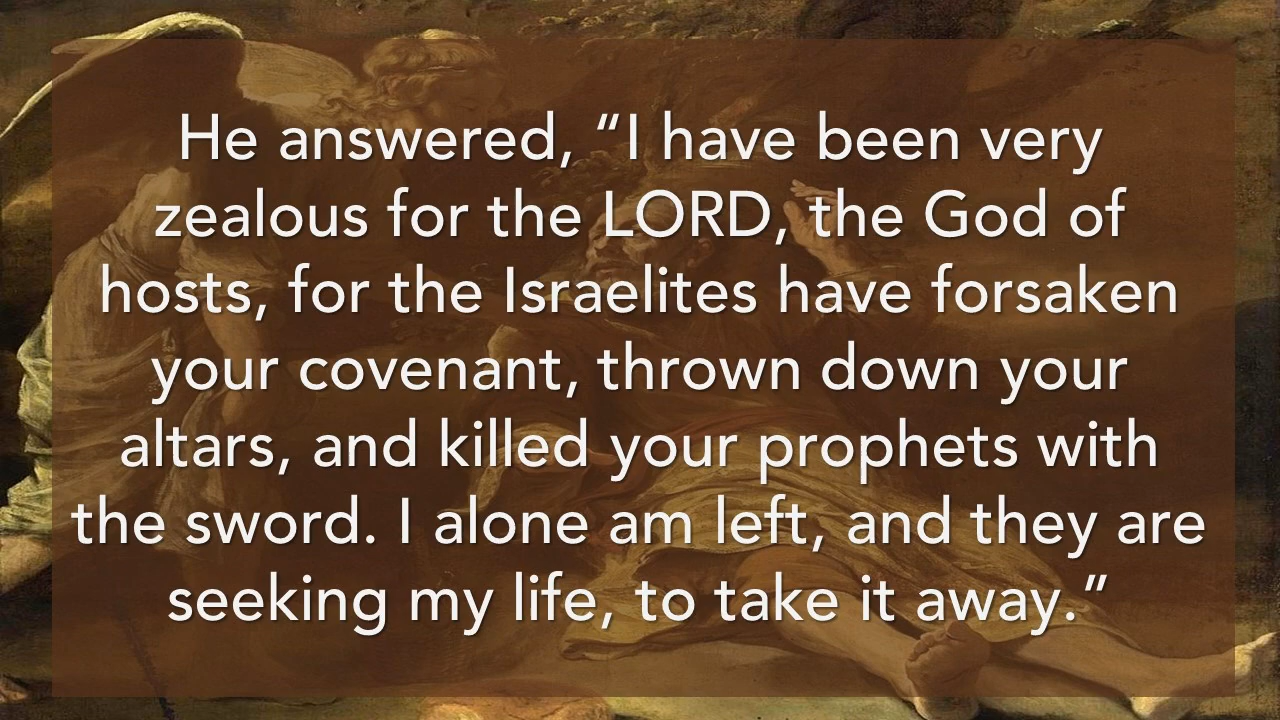 He answered, “I have been very
zealous for the LORD, the God of
hosts, for the Israelites have forsaken
your covenant, thrown down your
altars, and killed your prophets with
the sword. I alone am left, and they are
seeking my life, to take it away.”